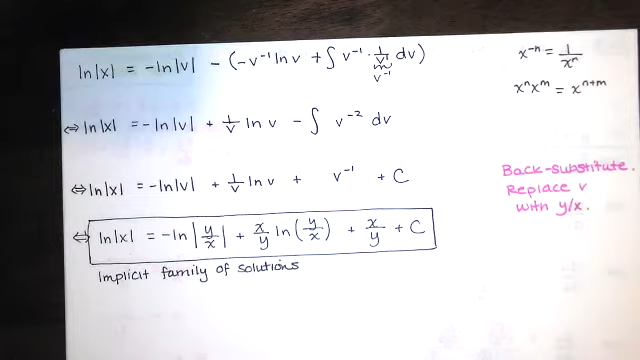 ln|x| = -ln|v| - (-v⁻¹ ln v + ∫ v⁻¹ · 1/v dv)
v⁻¹
⇔ ln|x| = -ln|v| + 1/v ln v - ∫ v⁻² dv
⇔ ln|x| = -ln|v| + 1/v ln v + v⁻¹ + C
⇔ ln|x| = -ln|y/x| + x/y ln(y/x) + x/y + C
Implicit family of solutions
x⁻ⁿ = 1/xⁿ
xⁿxᵐ = xⁿ⁺ᵐ
Back-substitute.
Replace v
with y/x.